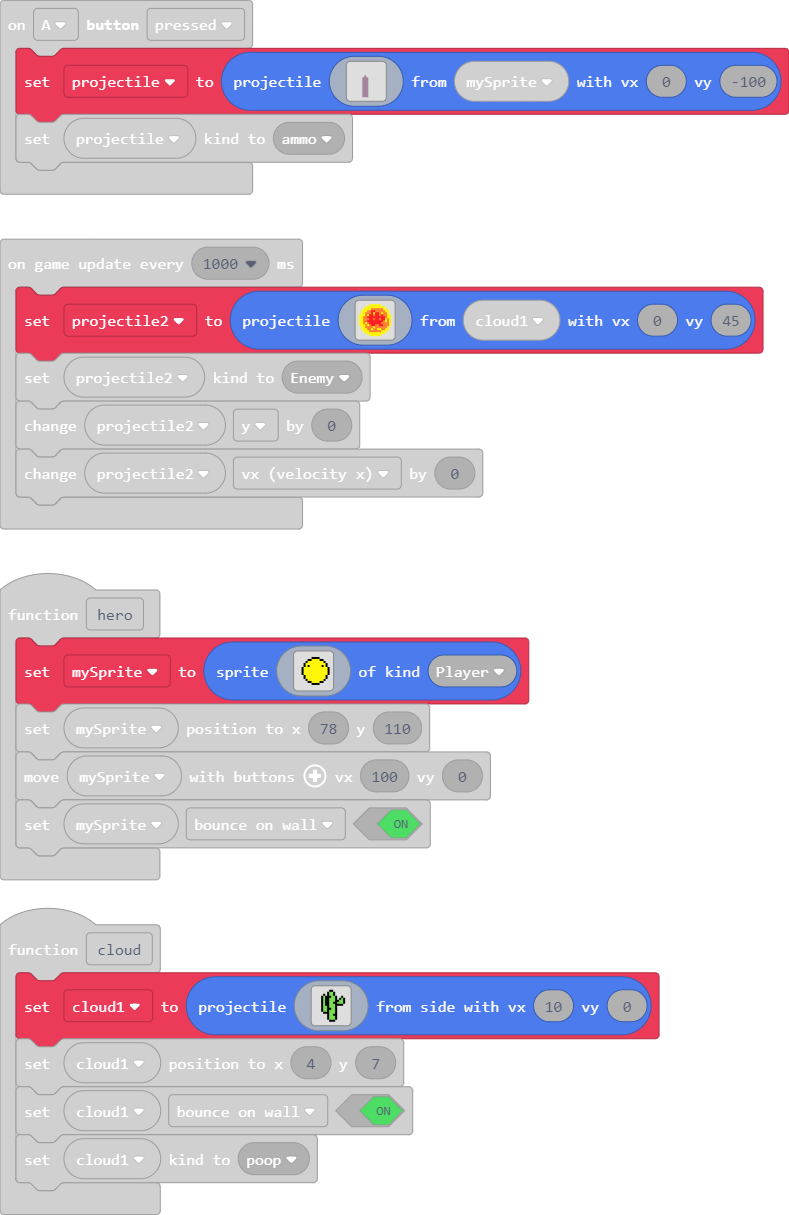 on A button pressed
set projectile to projectile from mySprite with vx 0 vy -100
set projectile kind to ammo
on game update every 1000 ms
set projectile2 to projectile from cloud1 with vx 0 vy 45
set projectile2 kind to Enemy
change projectile2 y by 0
change projectile2 vx (velocity x) by 0
function hero
set mySprite to sprite of kind Player
set mySprite position to x 78 y 110
move mySprite with buttons vx 100 vy 0
set mySprite bounce on wall ON
function cloud
set cloud1 to projectile from side with vx 10 vy 0
set cloud1 position to x 4 y 7
set cloud1 bounce on wall ON
set cloud1 kind to poop